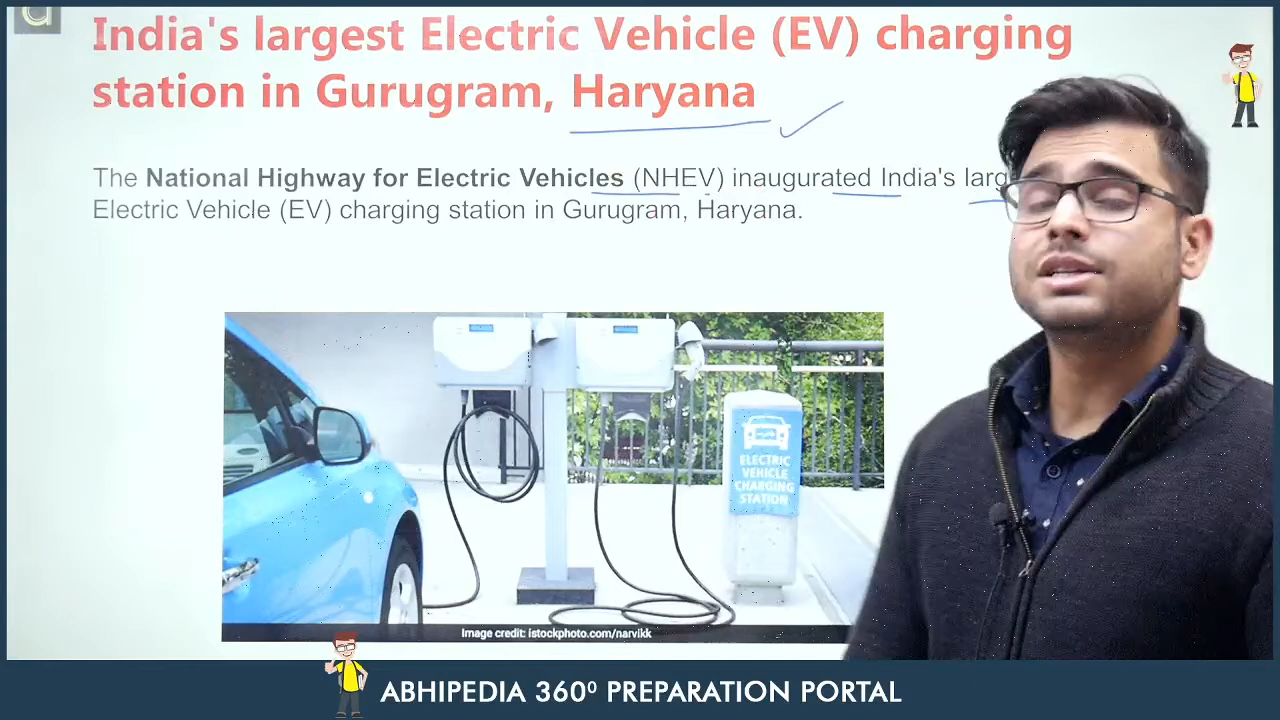 India's largest Electric Vehicle (EV) charging
station in Gurugram, Haryana
The National Highway for Electric Vehicles (NHEV) inaugurated India's
Electric Vehicle (EV) charging station in Gurugram, Haryana.
ELECTRIC
VEHICLE
CHARGING
STATION
Image credit: istockphoto.com/narvikk
ABHIPEDIA 360⁰ PREPARATION PORTAL